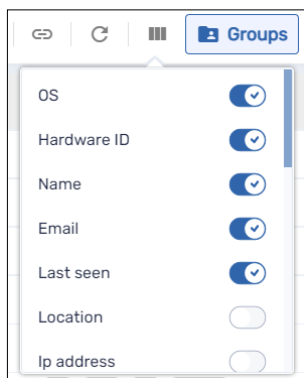 Groups
OS
Hardware ID
Name
Email
Last seen
Location
Ip address